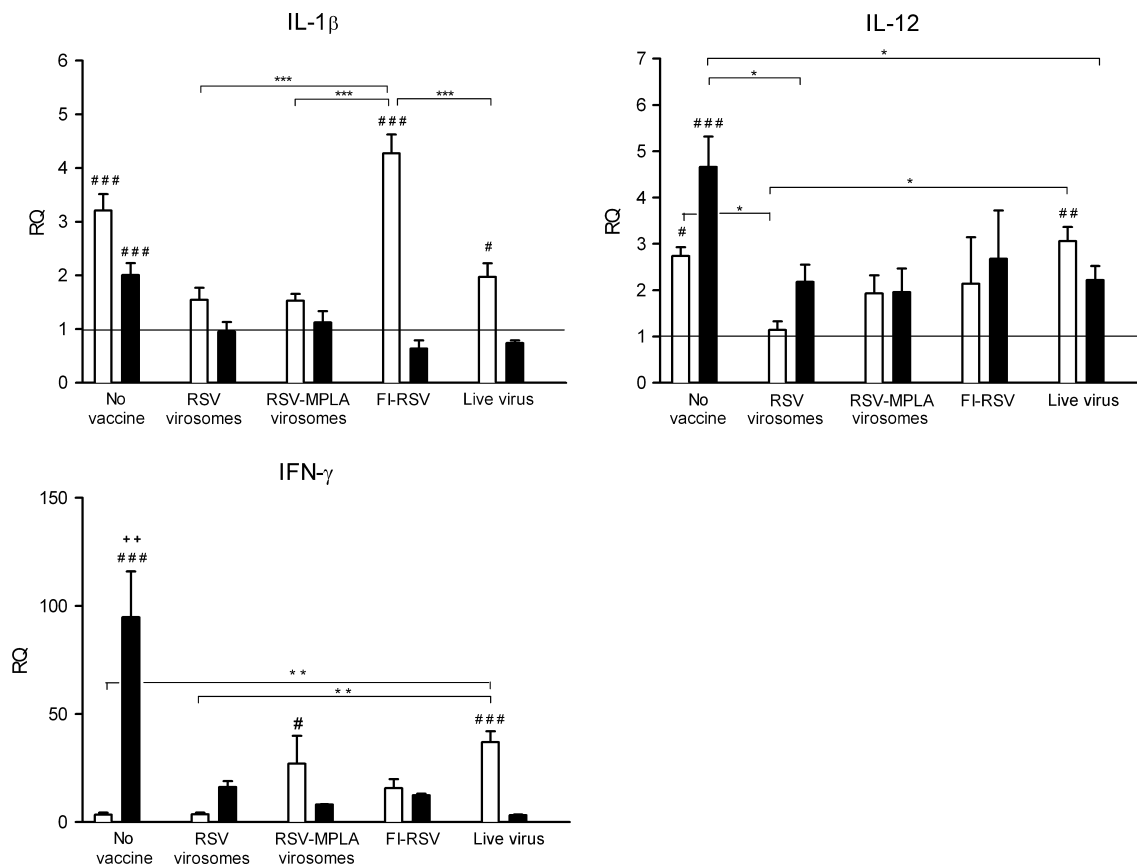 IL-1β
6
5
4
3
2
1
0
RQ
***
*** ***
###
###
###
#
No vaccine
RSV virosomes
RSV-MPLA virosomes
FI-RSV
Live virus
IL-12
7
6
5
4
3
2
1
0
RQ
*
*
###
*
##
*
#
No vaccine
RSV virosomes
RSV-MPLA virosomes
FI-RSV
Live virus
IFN-γ
150
100
50
0
RQ
++
###
**
**
#
###
No vaccine
RSV virosomes
RSV-MPLA virosomes
FI-RSV
Live virus